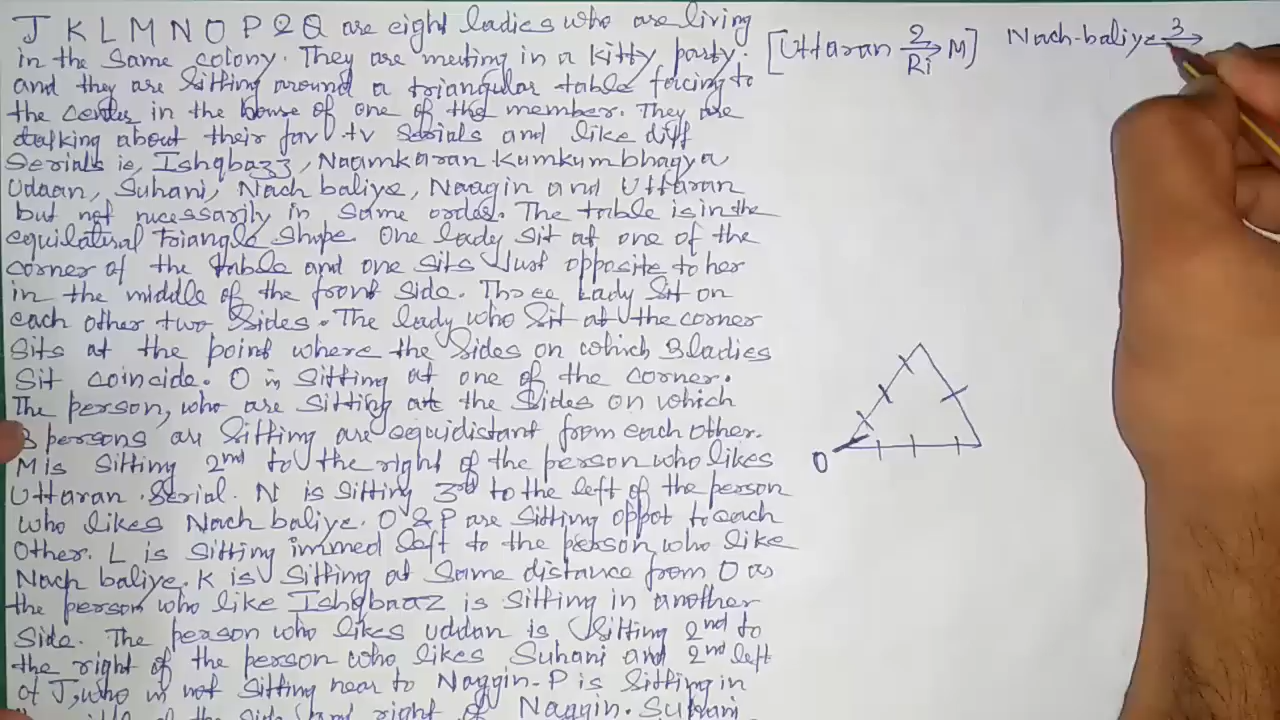 J K L M N O P & Q are eight ladies who are living
in the same colony. They are meeting in a kitty party.
and they are sitting around a triangular table facing to
the center in the house of one of the member. They are
talking about their fav tv serials and like diff
Serials ie, Ishqbazz, Naamkaran Kumkumbhagya
Udaan, Suhani, Nach baliye, Naagin and Uttaran
but not necessarily in same order. The table is in the
equilateral triangle shape. One lady sit at one of the
corner of the table and one sits Just opposite to her
in the middle of the front side. Three Lady Sit on
each other two sides. The lady who sit at the corner
Sits at the point where the sides on which 3 ladies
Sit coincide. O is sitting at one of the corner.
The person, who are sitting at the sides on which
3 persons are sitting are equidistant from each other.
M is sitting 2nd to the right of the person who likes
Uttaran Serial. N is sitting 3rd to the left of the person
who likes Nach baliye. O & P are sitting oppot to each
other. L is sitting immed left to the person, who like
Nach baliye. K is sitting at same distance from O as
the person who like Ishqbaaz is sitting in another
Side. The person who likes uddan is sitting 2nd to
the right of the person who likes Suhani and 2nd left
of J, who is not sitting near to Naggin. P is sitting in
of the side and right of Naggin. Suhani
[Uttaran 2 Ri M] Nach-baliye 3
O